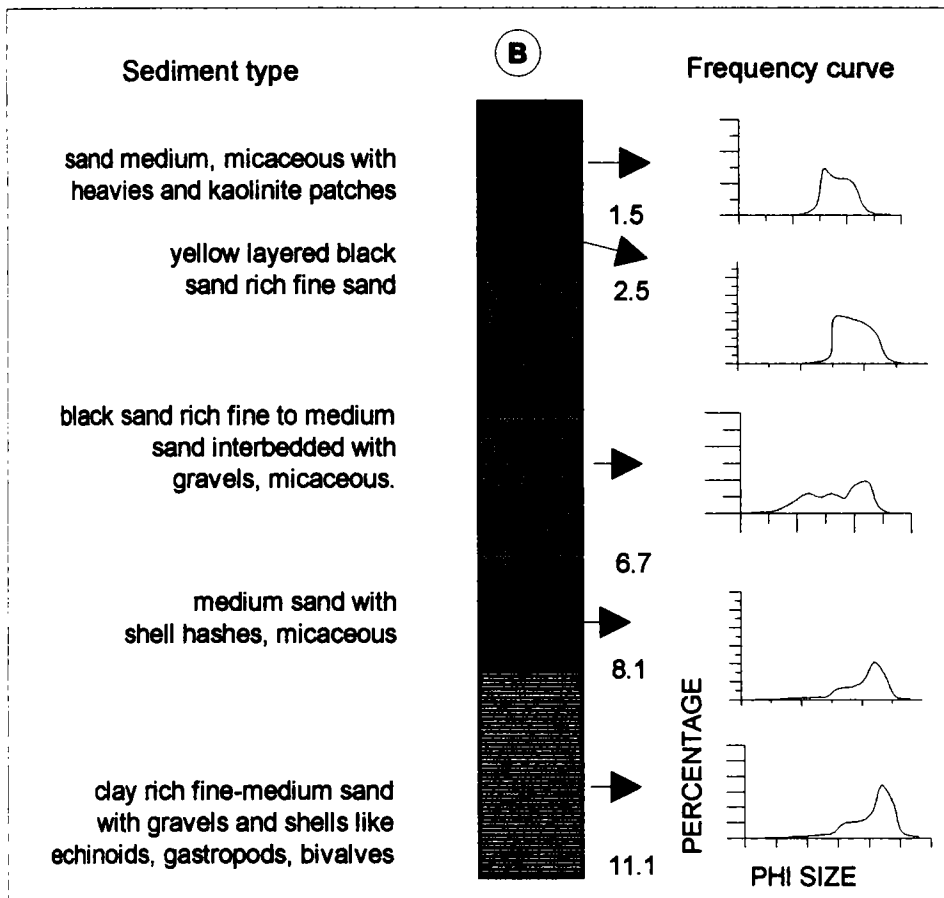 B
Sediment type
Frequency curve
sand medium, micaceous with
heavies and kaolinite patches
1.5
yellow layered black
sand rich fine sand
2.5
black sand rich fine to medium
sand interbedded with
gravels, micaceous.
6.7
medium sand with
shell hashes, micaceous
8.1
clay rich fine-medium sand
with gravels and shells like
echinoids, gastropods, bivalves
11.1
PERCENTAGE
PHI SIZE